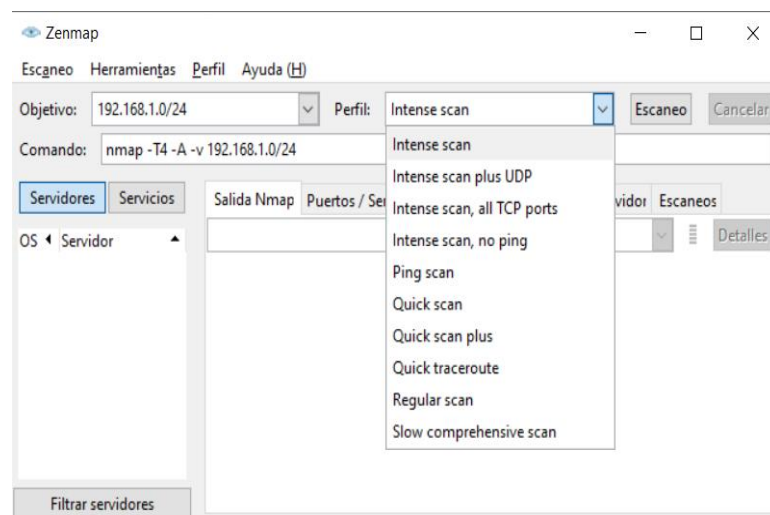 Zenmap
Escaneo Herramientas Perfil Ayuda (H)
Objetivo: 192.168.1.0/24 Perfil: Intense scan Escaneo Cancelar
Comando: nmap -T4 -A -v 192.168.1.0/24
Intense scan
Intense scan plus UDP
Servidores Servicios Salida Nmap Puertos / Ser Intense scan, all TCP ports vidor Escaneos
OS Servidor Intense scan, no ping Detalles
Ping scan
Quick scan
Quick scan plus
Quick traceroute
Regular scan
Slow comprehensive scan
Filtrar servidores